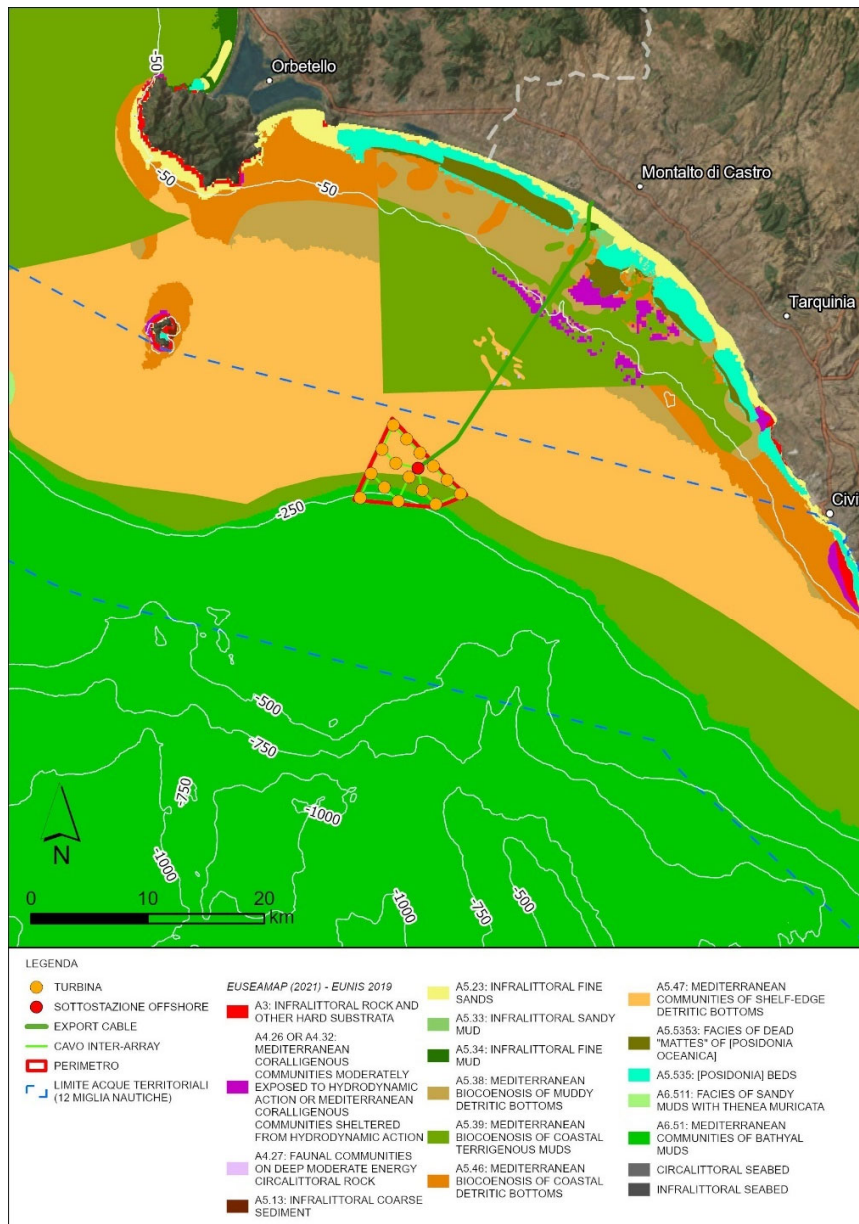 -50
Orbetello
Montalto di Castro
-50
-50
Tarquinia
Civi
-250
-500
-750
-750
-1000
-1000
-1000
-750
-500
N
0 10 20
km
LEGENDA
TURBINA
SOTTOSTAZIONE OFFSHORE
EXPORT CABLE
CAVO INTER-ARRAY
PERIMETRO
LIMITE ACQUE TERRITORIALI
(12 MIGLIA NAUTICHE)
EUSEAMAP (2021) - EUNIS 2019
A3: INFRALITTORAL ROCK AND
OTHER HARD SUBSTRATA
A4.26 OR A4.32:
MEDITERRANEAN
CORALLIGENOUS
COMMUNITIES MODERATELY
EXPOSED TO HYDRODYNAMIC
ACTION OR MEDITERRANEAN
CORALLIGENOUS
COMMUNITIES SHELTERED
FROM HYDRODYNAMIC ACTION
A4.27: FAUNAL COMMUNITIES
ON DEEP MODERATE ENERGY
CIRCALITTORAL ROCK
A5.13: INFRALITTORAL COARSE
SEDIMENT
A5.23: INFRALITTORAL FINE
SANDS
A5.33: INFRALITTORAL SANDY
MUD
A5.34: INFRALITTORAL FINE
MUD
A5.38: MEDITERRANEAN
BIOCOENOSIS OF MUDDY
DETRITIC BOTTOMS
A5.39: MEDITERRANEAN
BIOCOENOSIS OF COASTAL
TERRIGENOUS MUDS
A5.46: MEDITERRANEAN
BIOCOENOSIS OF COASTAL
DETRITIC BOTTOMS
A5.47: MEDITERRANEAN
COMMUNITIES OF SHELF-EDGE
DETRITIC BOTTOMS
A5.5353: FACIES OF DEAD
"MATTES" OF [POSIDONIA
OCEANICA]
A5.535: [POSIDONIA] BEDS
A6.511: FACIES OF SANDY
MUDS WITH THENEA MURICATA
A6.51: MEDITERRANEAN
COMMUNITIES OF BATHYAL
MUDS
CIRCALITTORAL SEABED
INFRALITTORAL SEABED